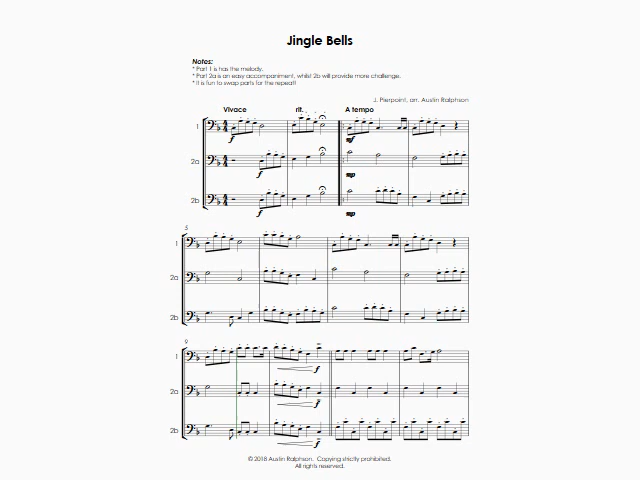 Jingle Bells
Notes:
* Part 1 is has the melody.
* Part 2a is an easy accompaniment, whilst 2b will provide more challenge.
* It is fun to swap parts for the repeat!
J. Pierpoint, arr. Austin Ralphson
Vivace rit. A tempo
1
f mf
2a
f mp
2b
f mp
5
1
2a
2b
9
1
f
2a
f
2b
f
© 2018 Austin Ralphson. Copying strictly prohibited.
All rights reserved.